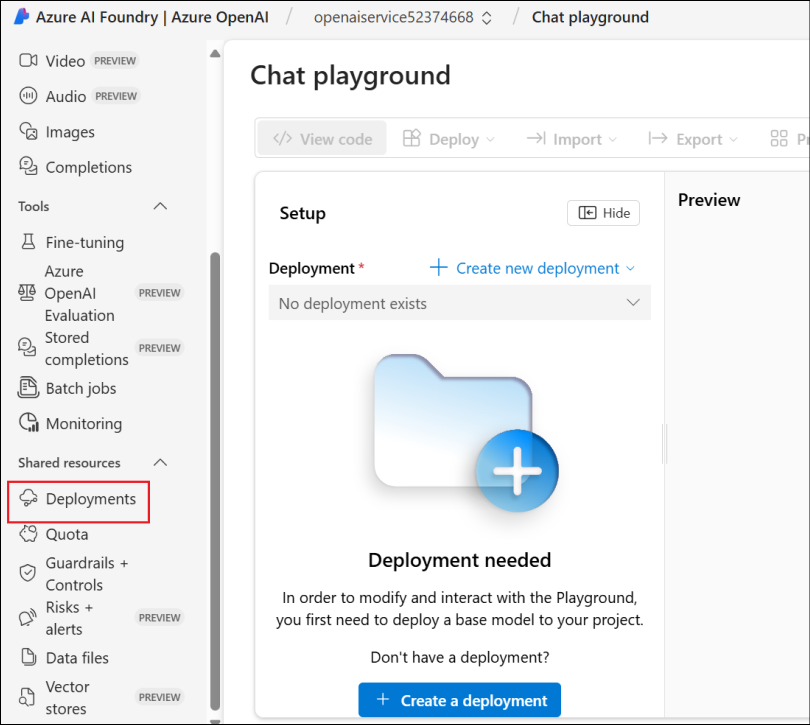 Azure AI Foundry | Azure OpenAI / openaiservice52374668 / Chat playground
Video PREVIEW
Audio PREVIEW
Images
Completions
Tools
Fine-tuning
Azure
OpenAI PREVIEW
Evaluation
Stored
completions PREVIEW
Batch jobs
Monitoring
Shared resources
Deployments
Quota
Guardrails +
Controls
Risks +
alerts PREVIEW
Data files
Vector
stores PREVIEW
Chat playground
</> View code Deploy Import Export
Setup Hide
Deployment * + Create new deployment
No deployment exists
Deployment needed
In order to modify and interact with the Playground,
you first need to deploy a base model to your project.
Don't have a deployment?
+ Create a deployment
Preview